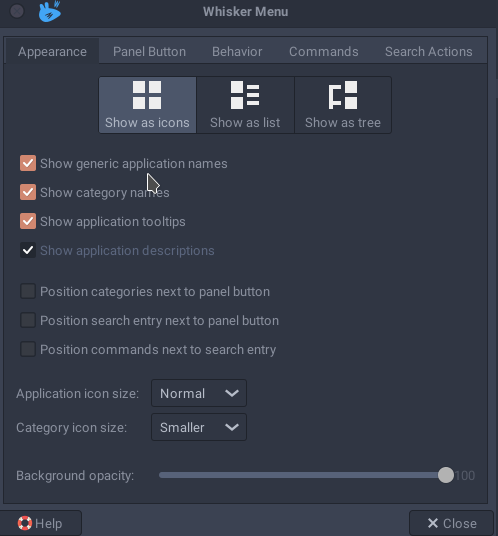 Whisker Menu
Appearance Panel Button Behavior Commands Search Actions
Show as icons Show as list Show as tree
Show generic application names
Show category names
Show application tooltips
Show application descriptions
Position categories next to panel button
Position search entry next to panel button
Position commands next to search entry
Application icon size: Normal
Category icon size: Smaller
Background opacity: 100
Help Close